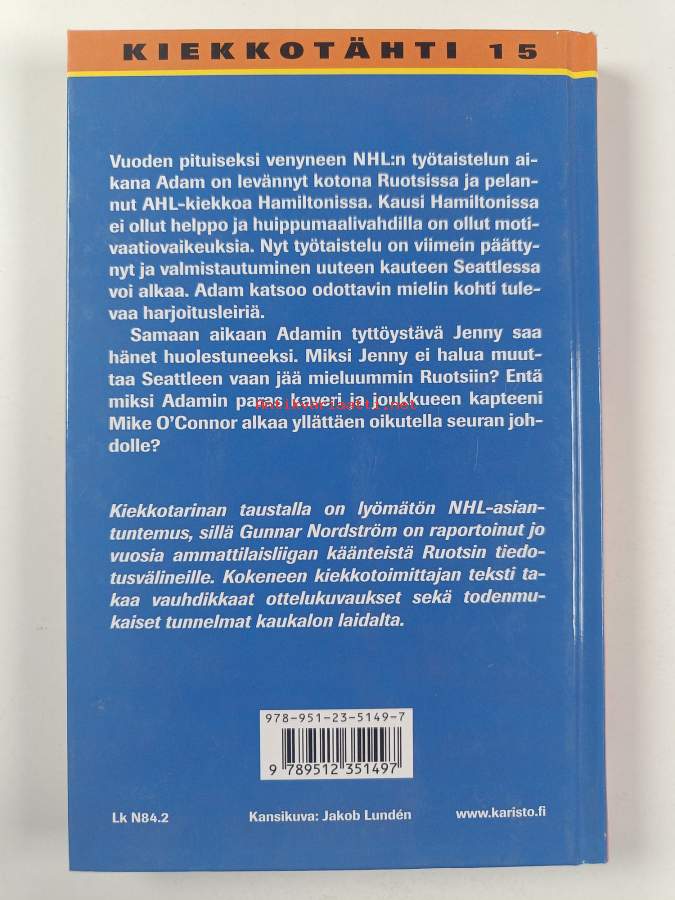 KIEKKOTÄHTI 15
Vuoden pituiseksi venyneen NHL:n työtaistelun ai-
kana Adam on levännyt kotona Ruotsissa ja pelan-
nut AHL-kiekkoa Hamiltonissa. Kausi Hamiltonissa
ei ollut helppo ja huippumaalivahdilla on ollut moti-
vaatiovaikeuksia. Nyt työtaistelu on viimein päätty-
nyt ja valmistautuminen uuteen kauteen Seattlessa
voi alkaa. Adam katsoo odottavin mielin kohti tule-
vaa harjoitusleiriä.
Samaan aikaan Adamin tyttöystävä Jenny saa
hänet huolestuneeksi. Miksi Jenny ei halua muut-
taa Seattleen vaan jää mieluummin Ruotsiin? Entä
miksi Adamin paras kaveri ja joukkueen kapteeni
Antikvariaatti.net
Mike O'Connor alkaa yllättäen oikutella seuran joh-
dolle?
Kiekkotarinan taustalla on lyömätön NHL-asian-
tuntemus, sillä Gunnar Nordström on raportoinut jo
vuosia ammattilaisliigan käänteistä Ruotsin tiedo-
tusvälineille. Kokeneen kiekkotoimittajan teksti ta-
kaa vauhdikkaat ottelukuvaukset sekä todenmu-
kaiset tunnelmat kaukalon laidalta.
978-951-23-5149-7
9 789512 351497
Lk N84.2 Kansikuva: Jakob Lundén www.karisto.fi